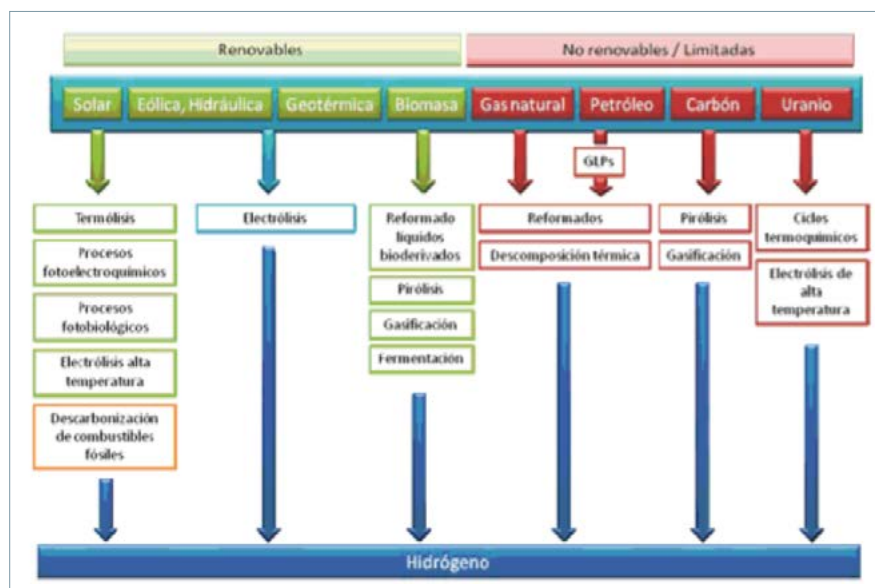 Renovables
No renovables / Limitadas
Solar
Eólica, Hidráulica
Geotérmica
Biomasa
Gas natural
Petróleo
Carbón
Uranio
GLPs
Termólisis
Procesos
fotoelectroquímicos
Procesos
fotobiológicos
Electrólisis alta
temperatura
Descarbonización
de combustibles
fósiles
Electrólisis
Reformado
líquidos
bioderivados
Pirólisis
Gasificación
Fermentación
Reformados
Descomposición térmica
Pirólisis
Gasificación
Ciclos
termoquímicos
Electrólisis de
alta
temperatura
Hidrógeno